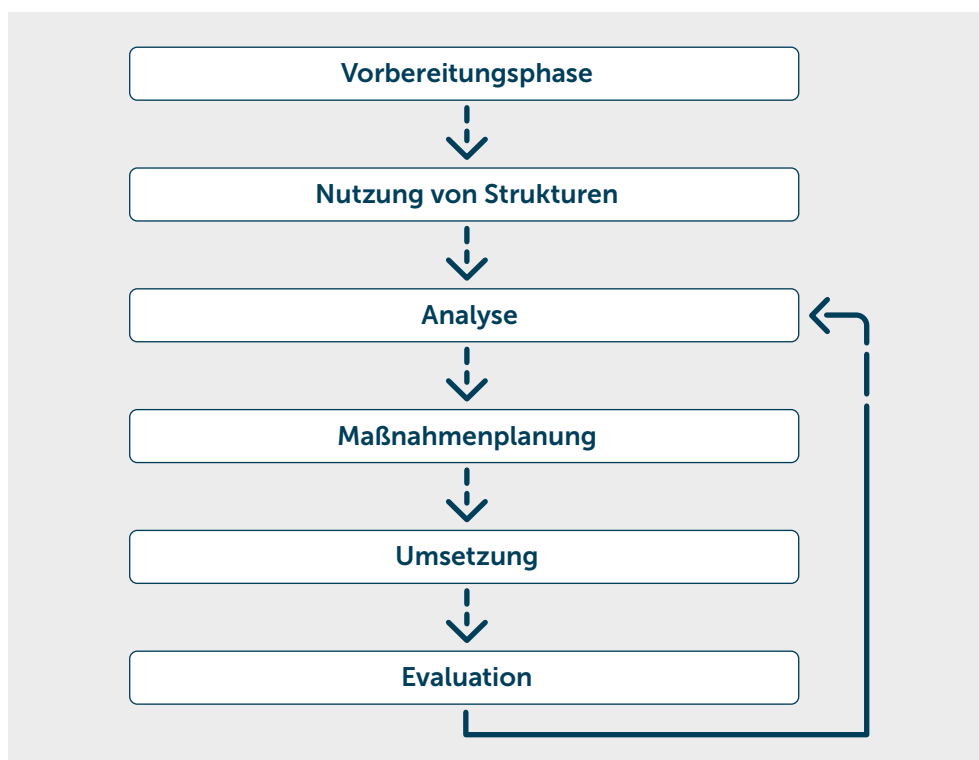 Vorbereitungsphase
Nutzung von Strukturen
Analyse
Maßnahmenplanung
Umsetzung
Evaluation